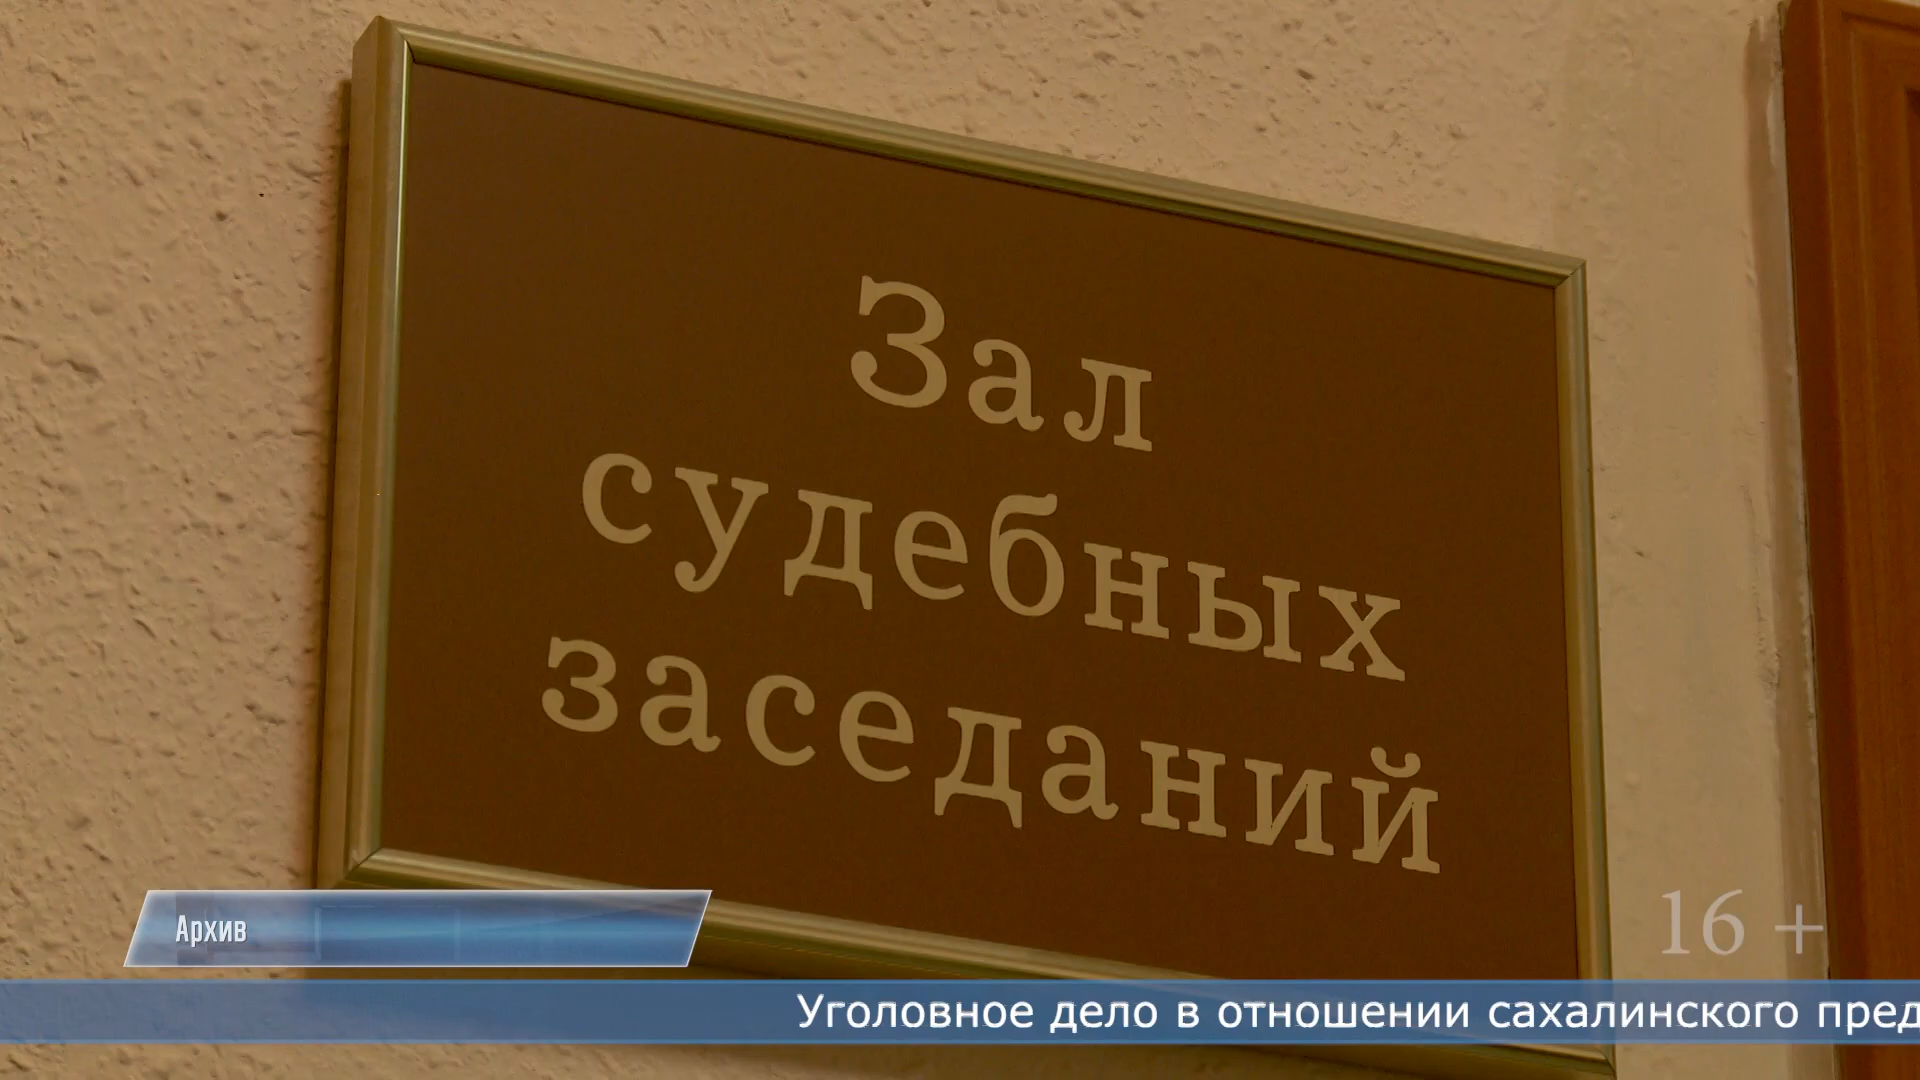 Зал
судебных
заседаний
Архив
16 +
Уголовное дело в отношении сахалинского пред